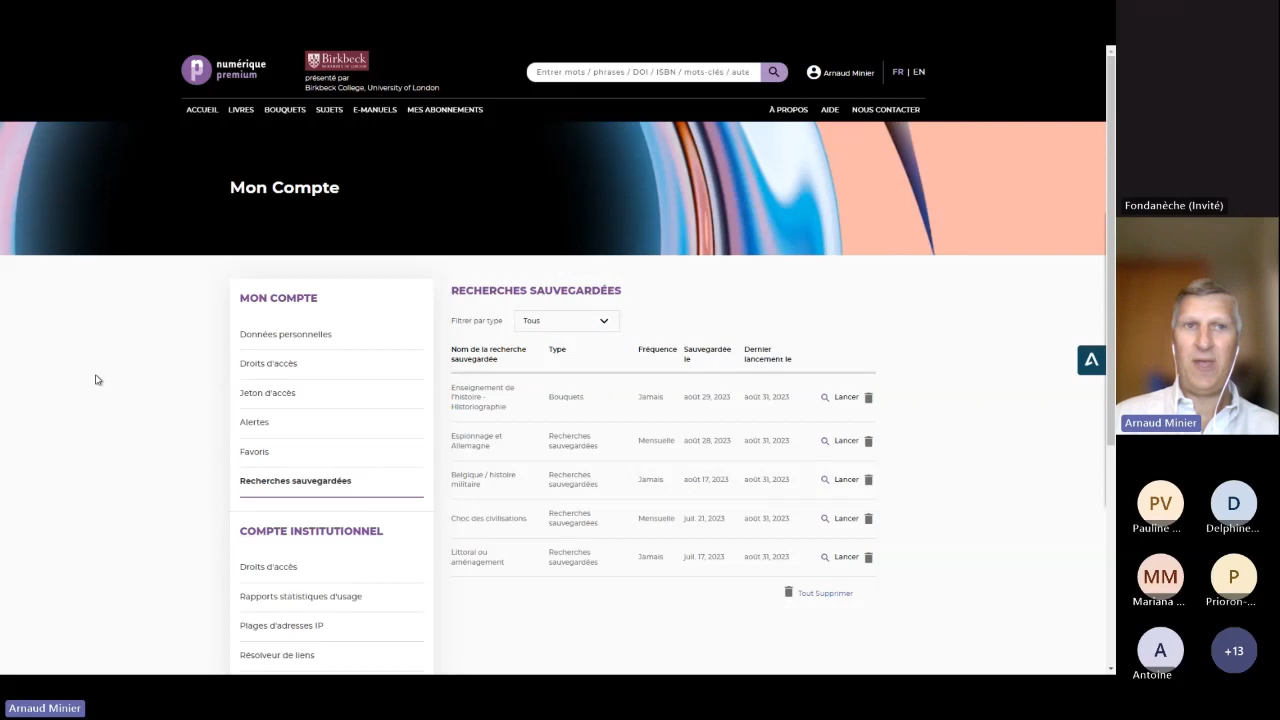 numérique
premium
Birkbeck
UNIVERSITY OF LONDON
présenté par
Birkbeck College, University of London
Entrer mots / phrases / DOI / ISBN / mots-clés / aute
Arnaud Minier
FR | EN
ACCUEIL LIVRES BOUQUETS SUJETS E-MANUELS MES ABONNEMENTS
À PROPOS AIDE NOUS CONTACTER
Mon Compte
MON COMPTE
Données personnelles
Droits d'accès
Jeton d'accès
Alertes
Favoris
Recherches sauvegardées
COMPTE INSTITUTIONNEL
Droits d'accès
Rapports statistiques d'usage
Plages d'adresses IP
Résolveur de liens
RECHERCHES SAUVEGARDÉES
Filtrer par type Tous
Nom de la recherche sauvegardée Type Fréquence Sauvegardée le Dernier lancement le
Enseignement de l'histoire - Historiographie Bouquets Jamais août 29, 2023 août 31, 2023 Lancer
Espionnage et Allemagne Recherches sauvegardées Mensuelle août 28, 2023 août 31, 2023 Lancer
Belgique / histoire militaire Recherches sauvegardées Jamais août 17, 2023 août 31, 2023 Lancer
Choc des civilisations Recherches sauvegardées Mensuelle juil. 21, 2023 août 31, 2023 Lancer
Littoral ou aménagement Recherches sauvegardées Jamais juil. 17, 2023 août 31, 2023 Lancer
Tout Supprimer
Fondanèche (Invité)
Arnaud Minier
PV
Pauline ...
D
Delphine...
MM
Mariana ...
P
Prioron-...
A
Antoine
+13
Arnaud Minier